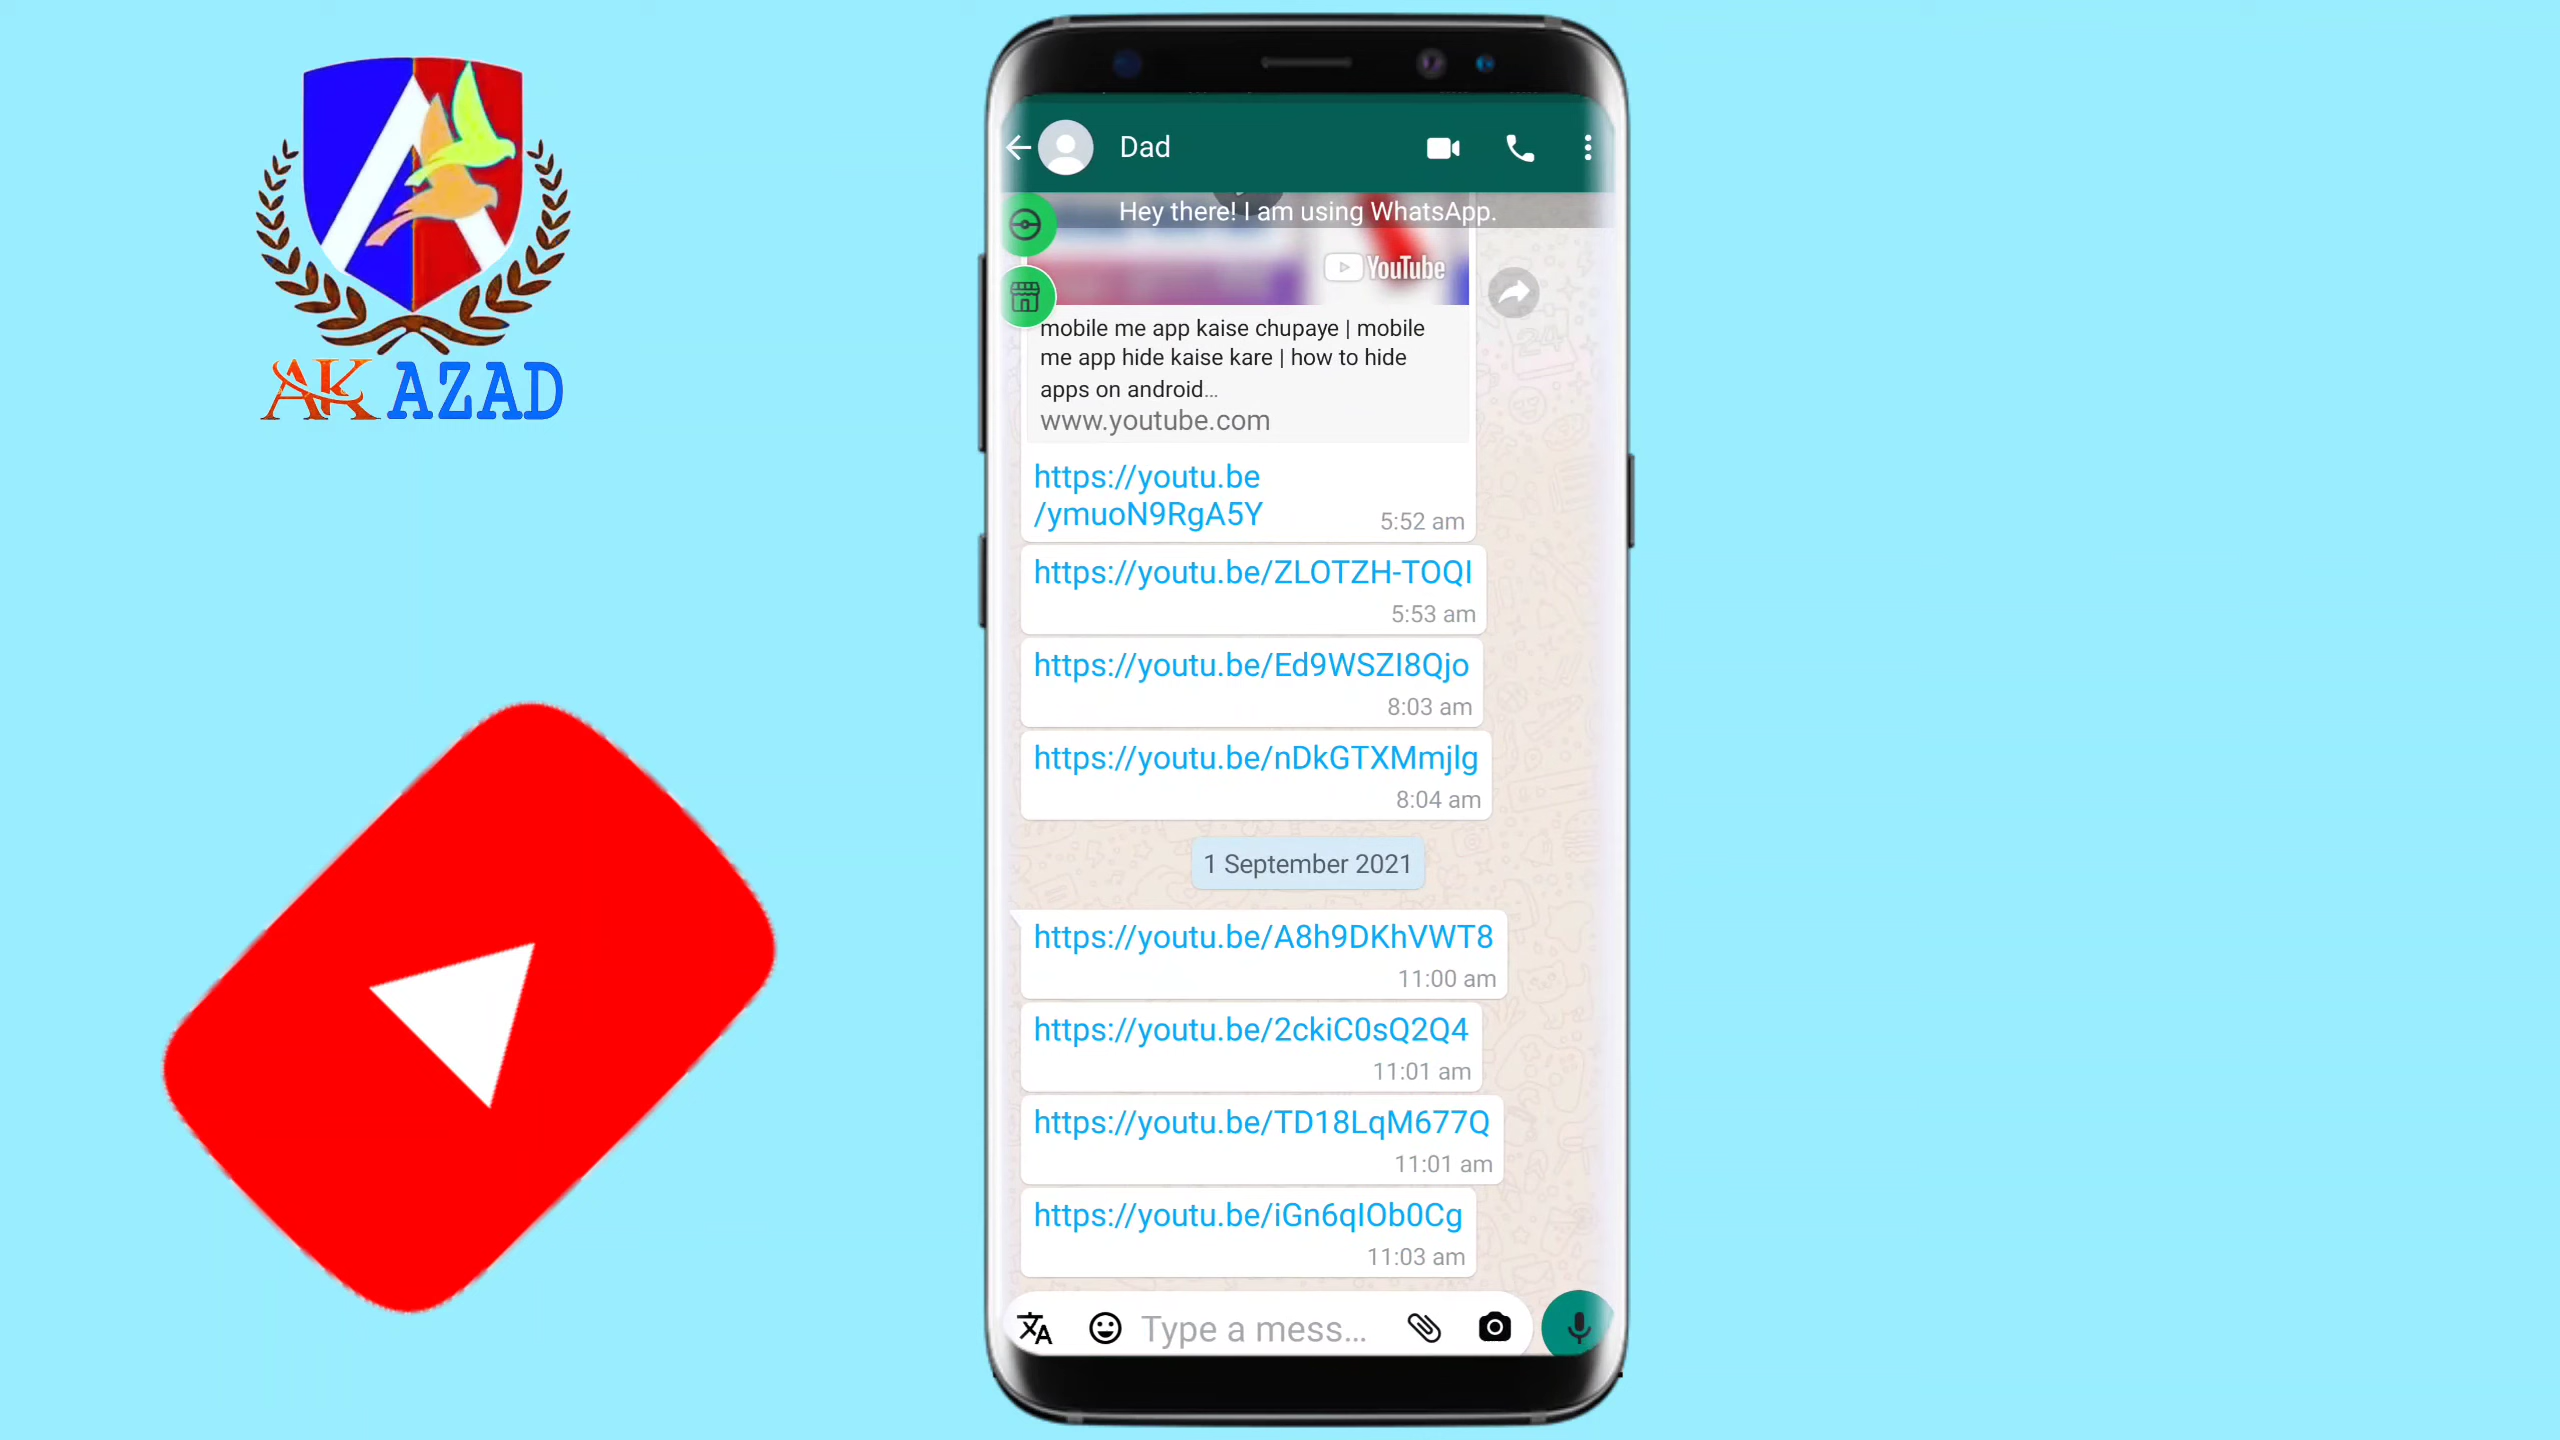 AK AZAD
Dad
Hey there! I am using WhatsApp.
YouTube
mobile me app kaise chupaye | mobile
me app hide kaise kare | how to hide
apps on android…
www.youtube.com
https://youtu.be
/ymuoN9RgA5Y
5:52 am
https://youtu.be/ZLOTZH-TOQI
5:53 am
https://youtu.be/Ed9WSZI8Qjo
8:03 am
https://youtu.be/nDkGTXMmjlg
8:04 am
1 September 2021
https://youtu.be/A8h9DKhVWT8
11:00 am
https://youtu.be/2ckiC0sQ2Q4
11:01 am
https://youtu.be/TD18LqM677Q
11:01 am
https://youtu.be/iGn6qIOb0Cg
11:03 am
Type a mess...